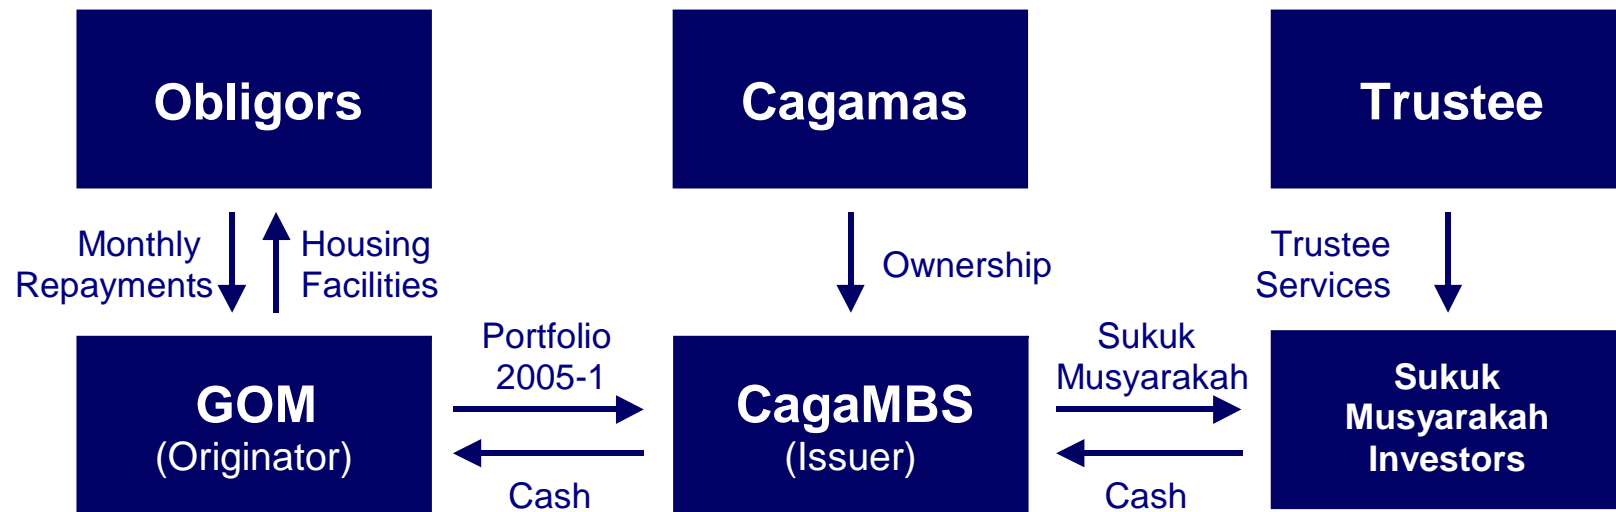 Obligors
Cagamas
Trustee
Monthly
Repayments
Housing
Facilities
Ownership
Trustee
Services
GOM
(Originator)
Portfolio
2005-1
Cash
CagaMBS
(Issuer)
Sukuk
Musyarakah
Cash
Sukuk
Musyarakah
Investors